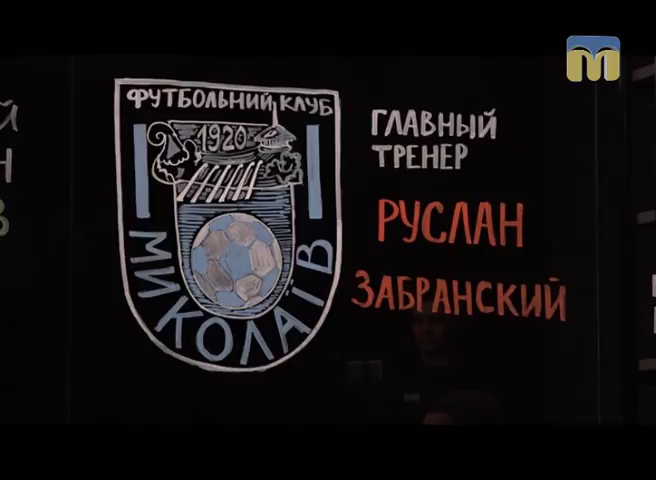 ФУТБОЛЬНИЙ КЛУБ
1920
МИКОЛАЇВ
ГЛАВНЫЙ
ТРЕНЕР
РУСЛАН
ЗАБРАНСКИЙ